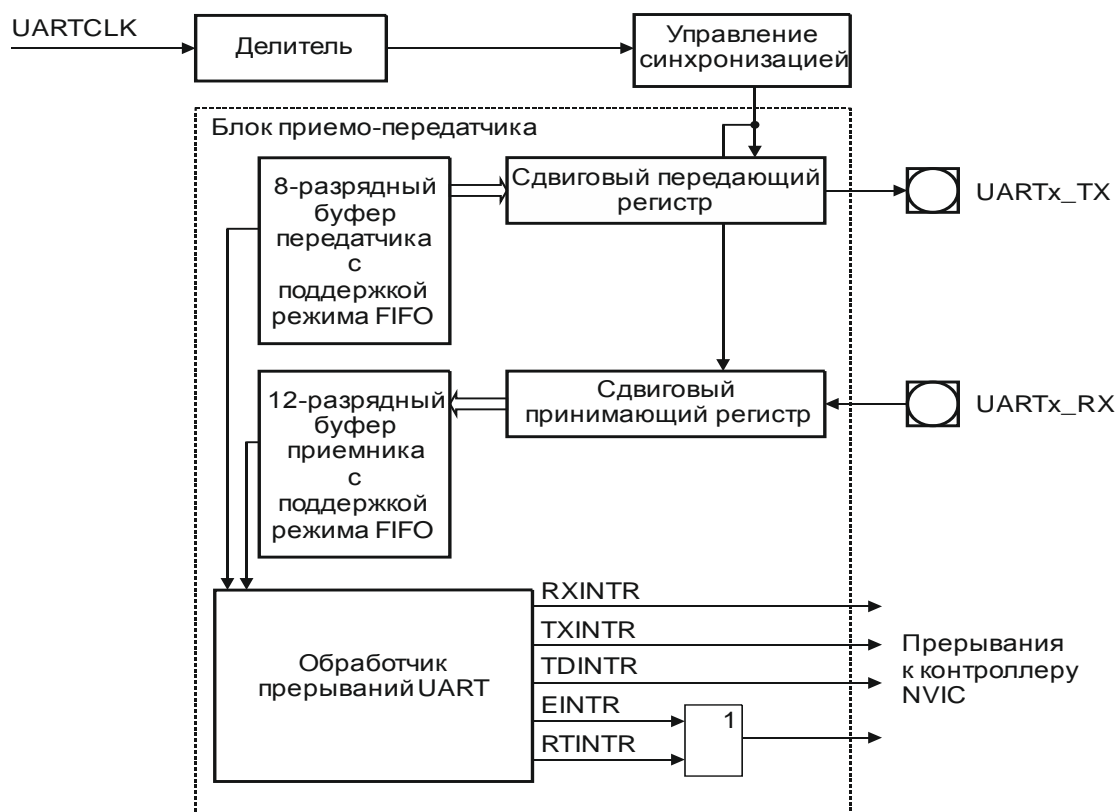 UARTCLK
Делитель
Управление
синхронизацией
Блок приемо-передатчика
8-разрядный
буфер
передатчика
с
поддержкой
режима FIFO
Сдвиговый передающий
регистр
UARTx_TX
12-разрядный
буфер
приемника
с
поддержкой
режима FIFO
Сдвиговый
принимающий регистр
UARTx_RX
Обработчик
прерываний UART
RXINTR
TXINTR
TDINTR
EINTR
RTINTR
1
Прерывания
к контроллеру
NVIC